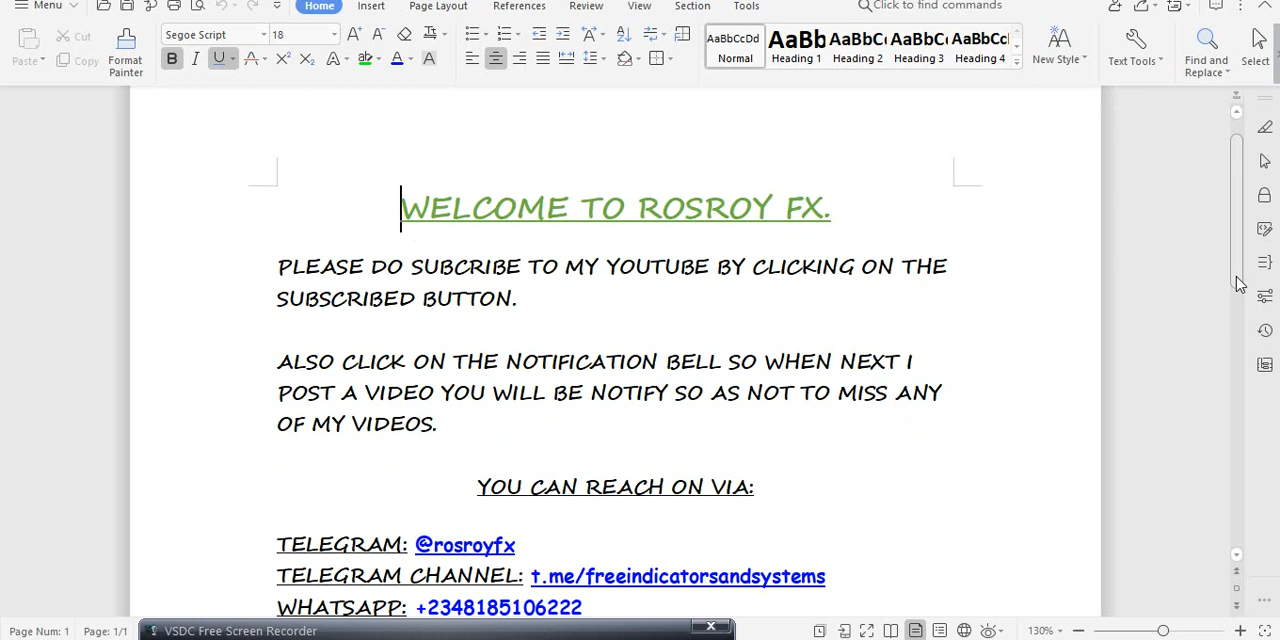 Menu Home Insert Page Layout References Review View Section Tools Click to find commands
Paste Cut Copy Format Painter Segoe Script 18 AaBbCcDd Normal AaBb Heading 1 AaBbC Heading 2 AaBbC Heading 3 AaBbC Heading 4 New Style Text Tools Find and Replace Select
WELCOME TO ROSROY FX.
PLEASE DO SUBCRIBE TO MY YOUTUBE BY CLICKING ON THE
SUBSCRIBED BUTTON.
ALSO CLICK ON THE NOTIFICATION BELL SO WHEN NEXT I
POST A VIDEO YOU WILL BE NOTIFY SO AS NOT TO MISS ANY
OF MY VIDEOS.
YOU CAN REACH ON VIA:
TELEGRAM: @rosroyfx
TELEGRAM CHANNEL: t.me/freeindicatorsandsystems
WHATSAPP: +2348185106222
Page Num: 1 Page: 1/1 VSDC Free Screen Recorder 130%